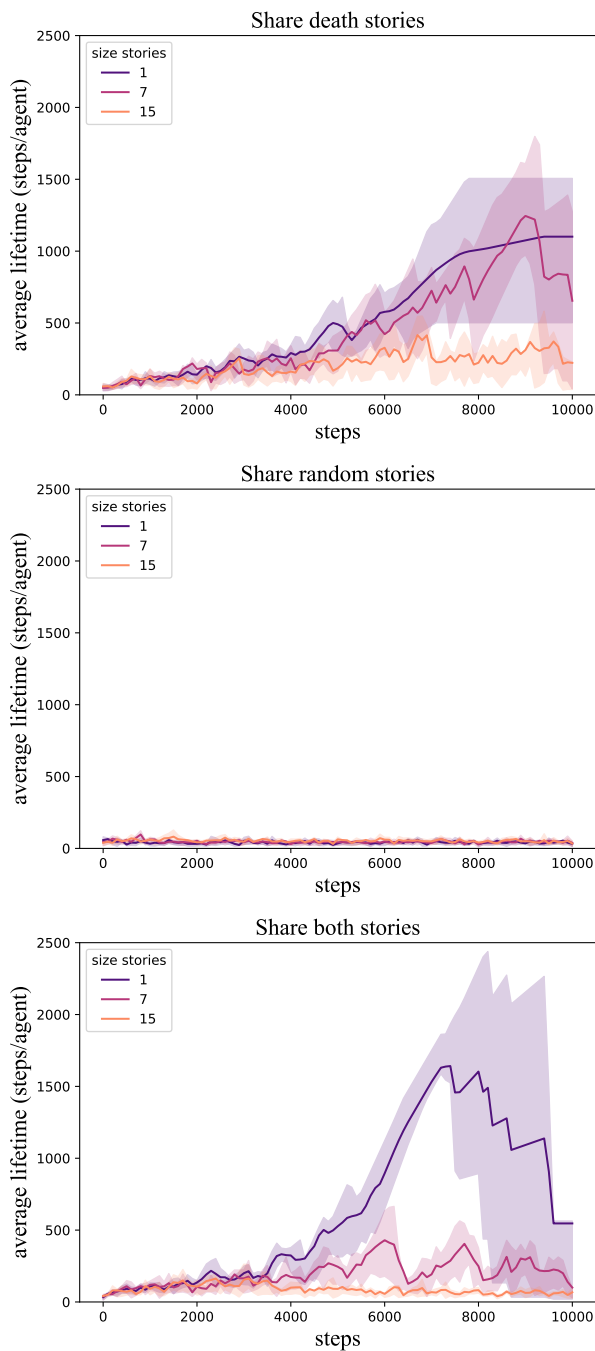 Share death stories
2500
size stories
1
7
15
2000
1500
1000
500
0
average lifetime (steps/agent)
0 2000 4000 6000 8000 10000
steps
Share random stories
2500
size stories
1
7
15
2000
1500
1000
500
0
average lifetime (steps/agent)
0 2000 4000 6000 8000 10000
steps
Share both stories
2500
size stories
1
7
15
2000
1500
1000
500
0
average lifetime (steps/agent)
0 2000 4000 6000 8000 10000
steps